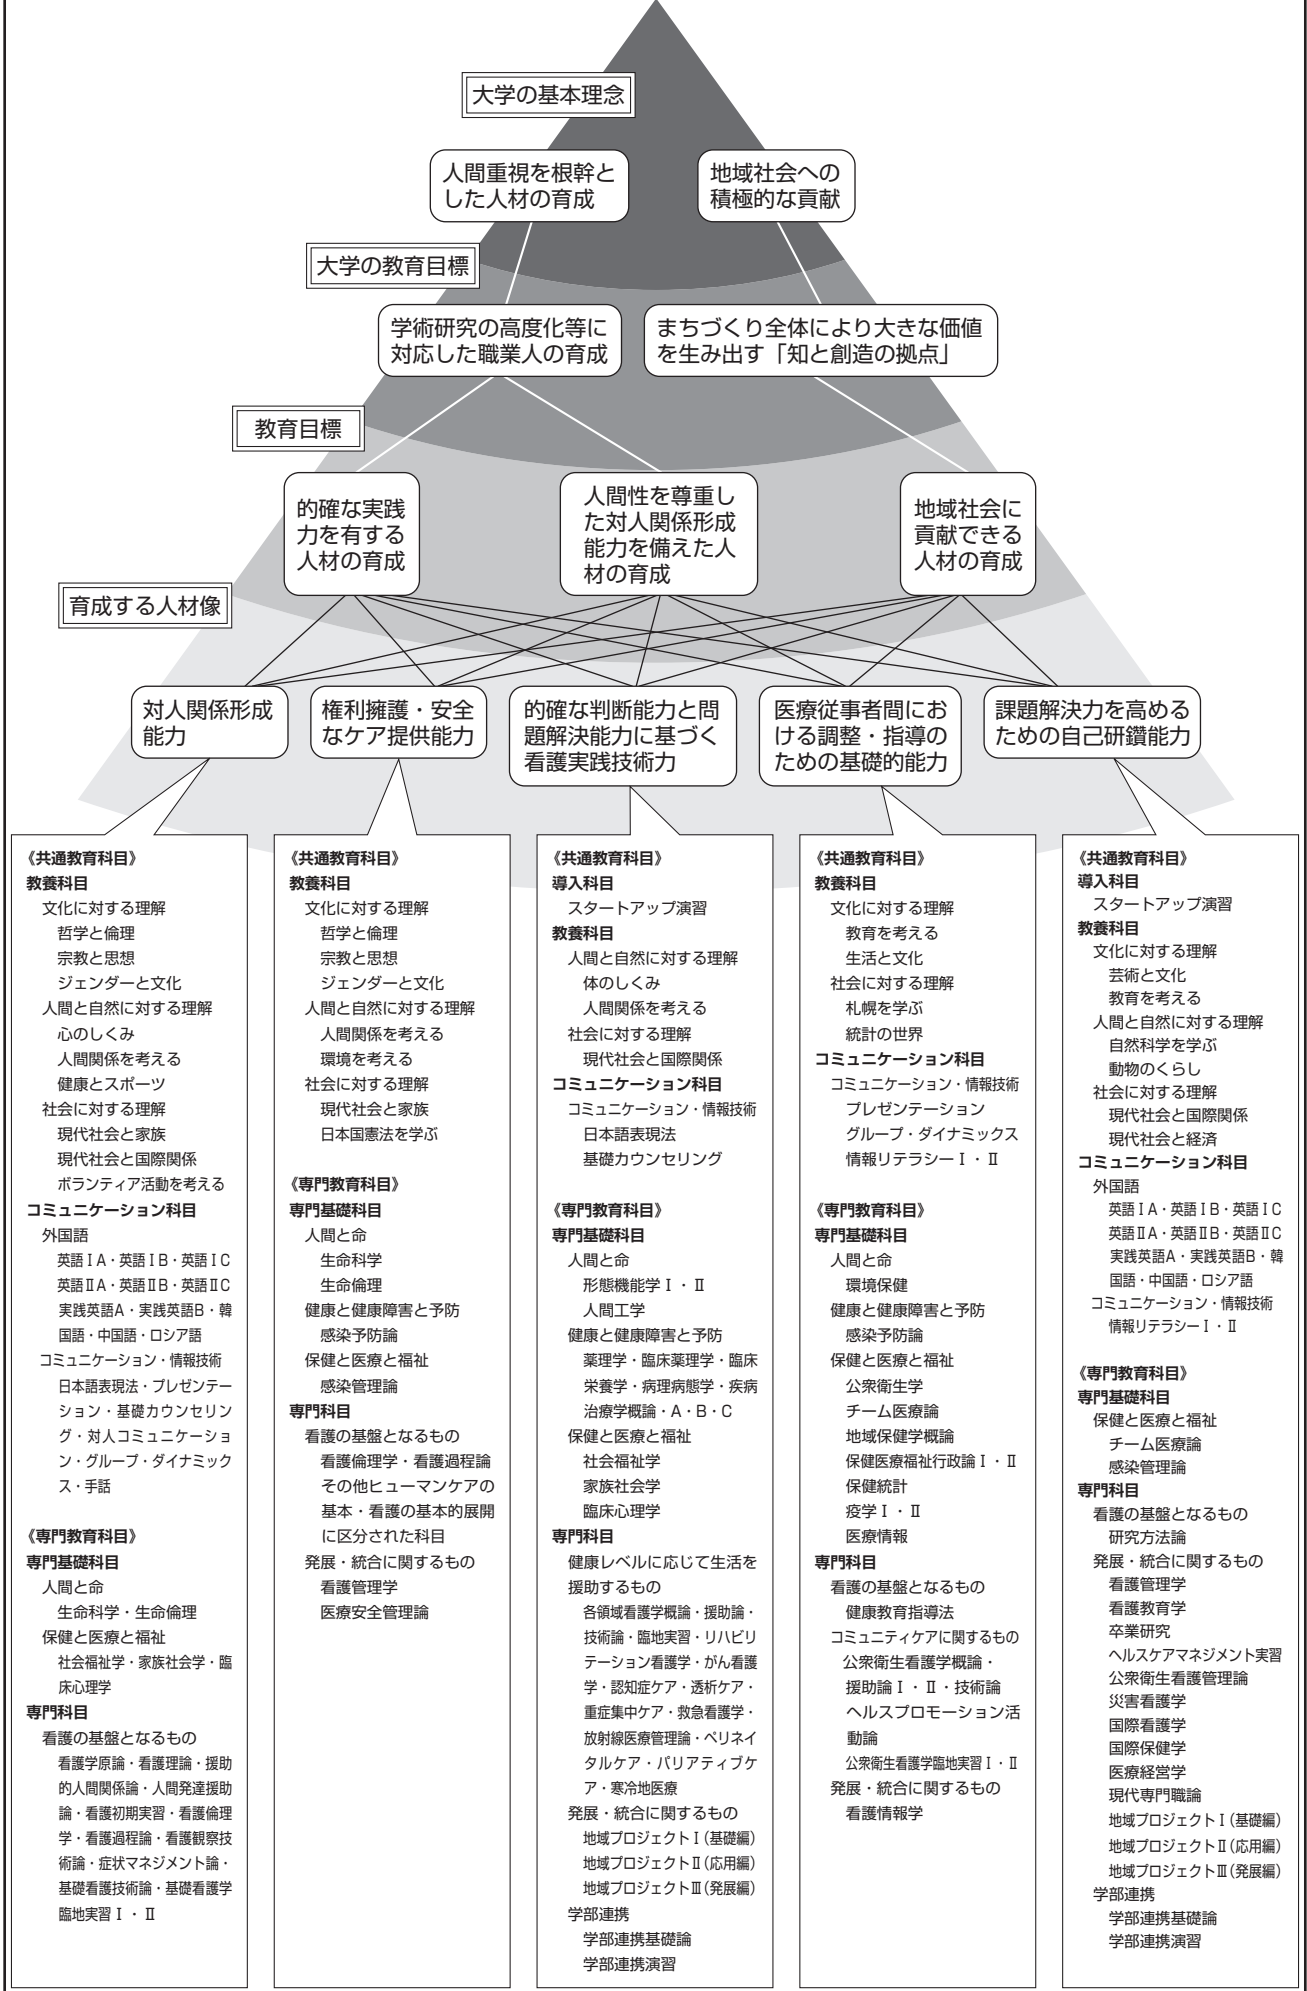 大学の基本理念
人間重視を根幹と
した人材の育成
地域社会への
積極的な貢献
大学の教育目標
学術研究の高度化等に
対応した職業人の育成
まちづくり全体により大きな価値
を生み出す「知と創造の拠点」
教育目標
的確な実践
力を有する
人材の育成
人間性を尊重し
た対人関係形成
能力を備えた人
材の育成
地域社会に
貢献できる
人材の育成
育成する人材像
対人関係形成
能力
権利擁護・安全
なケア提供能力
的確な判断能力と問
題解決能力に基づく
看護実践技術力
医療従事者間にお
ける調整・指導の
ための基礎的能力
課題解決力を高める
ための自己研鑽能力
《共通教育科目》
教養科目
文化に対する理解
哲学と倫理
宗教と思想
ジェンダーと文化
人間と自然に対する理解
心のしくみ
人間関係を考える
健康とスポーツ
社会に対する理解
現代社会と家族
現代社会と国際関係
ボランティア活動を考える
コミュニケーション科目
外国語
英語ⅠA・英語ⅠB・英語ⅠC
英語ⅡA・英語ⅡB・英語ⅡC
実践英語A・実践英語B・韓
国語・中国語・ロシア語
コミュニケーション・情報技術
日本語表現法・プレゼンテー
ション・基礎カウンセリン
グ・対人コミュニケーショ
ン・グループ・ダイナミック
ス・手話
《専門教育科目》
専門基礎科目
人間と命
生命科学・生命倫理
保健と医療と福祉
社会福祉学・家族社会学・臨
床心理学
専門科目
看護の基盤となるもの
看護学原論・看護理論・援助
的人間関係論・人間発達援助
論・看護初期実習・看護倫理
学・看護過程論・看護観察技
術論・症状マネジメント論・
基礎看護技術論・基礎看護学
臨地実習Ⅰ・Ⅱ
《共通教育科目》
教養科目
文化に対する理解
哲学と倫理
宗教と思想
ジェンダーと文化
人間と自然に対する理解
人間関係を考える
環境を考える
社会に対する理解
現代社会と家族
日本国憲法を学ぶ
《専門教育科目》
専門基礎科目
人間と命
生命科学
生命倫理
健康と健康障害と予防
感染予防論
保健と医療と福祉
感染管理論
専門科目
看護の基盤となるもの
看護倫理学・看護過程論
その他ヒューマンケアの
基本・看護の基本的展開
に区分された科目
発展・統合に関するもの
看護管理学
医療安全管理論
《共通教育科目》
導入科目
スタートアップ演習
教養科目
人間と自然に対する理解
体のしくみ
人間関係を考える
社会に対する理解
現代社会と国際関係
コミュニケーション科目
コミュニケーション・情報技術
日本語表現法
基礎カウンセリング
《専門教育科目》
専門基礎科目
人間と命
形態機能学Ⅰ・Ⅱ
人間工学
健康と健康障害と予防
薬理学・臨床薬理学・臨床
栄養学・病理病態学・疾病
治療学概論・A・B・C
保健と医療と福祉
社会福祉学
家族社会学
臨床心理学
専門科目
健康レベルに応じて生活を
援助するもの
各領域看護学概論・援助論・
技術論・臨地実習・リハビリ
テーション看護学・がん看護
学・認知症ケア・透析ケア・
重症集中ケア・救急看護学・
放射線医療管理論・ペリネイ
タルケア・パリアティブケ
ア・寒冷地医療
発展・統合に関するもの
地域プロジェクトⅠ(基礎編)
地域プロジェクトⅡ(応用編)
地域プロジェクトⅢ(発展編)
学部連携
学部連携基礎論
学部連携演習
《共通教育科目》
教養科目
文化に対する理解
教育を考える
生活と文化
社会に対する理解
札幌を学ぶ
統計の世界
コミュニケーション科目
コミュニケーション・情報技術
プレゼンテーション
グループ・ダイナミックス
情報リテラシーⅠ・Ⅱ
《専門教育科目》
専門基礎科目
人間と命
環境保健
健康と健康障害と予防
感染予防論
保健と医療と福祉
公衆衛生学
チーム医療論
地域保健学概論
保健医療福祉行政論Ⅰ・Ⅱ
保健統計
疫学Ⅰ・Ⅱ
医療情報
専門科目
看護の基盤となるもの
健康教育指導法
コミュニティケアに関するもの
公衆衛生看護学概論・
援助論Ⅰ・Ⅱ・技術論
ヘルスプロモーション活
動論
公衆衛生看護学臨地実習Ⅰ・Ⅱ
発展・統合に関するもの
看護情報学
《共通教育科目》
導入科目
スタートアップ演習
教養科目
文化に対する理解
芸術と文化
教育を考える
人間と自然に対する理解
自然科学を学ぶ
動物のくらし
社会に対する理解
現代社会と国際関係
現代社会と経済
コミュニケーション科目
外国語
英語ⅠA・英語ⅠB・英語ⅠC
英語ⅡA・英語ⅡB・英語ⅡC
実践英語A・実践英語B・韓
国語・中国語・ロシア語
コミュニケーション・情報技術
情報リテラシーⅠ・Ⅱ
《専門教育科目》
専門基礎科目
保健と医療と福祉
チーム医療論
感染管理論
専門科目
看護の基盤となるもの
研究方法論
発展・統合に関するもの
看護管理学
看護教育学
卒業研究
ヘルスケアマネジメント実習
公衆衛生看護管理論
災害看護学
国際看護学
国際保健学
医療経営学
現代専門職論
地域プロジェクトⅠ(基礎編)
地域プロジェクトⅡ(応用編)
地域プロジェクトⅢ(発展編)
学部連携
学部連携基礎論
学部連携演習